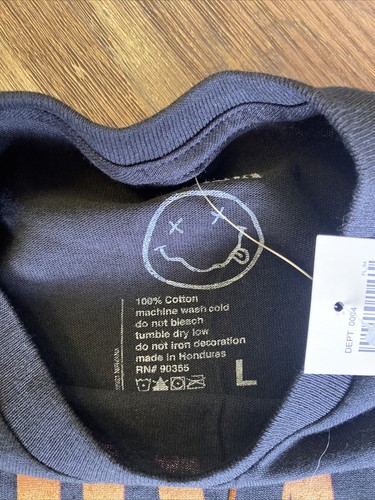 100% Cotton
machine wash cold
do not bleach
tumble dry low
do not iron decoration
made in Honduras
RN# 90355
L
DEPT 0004